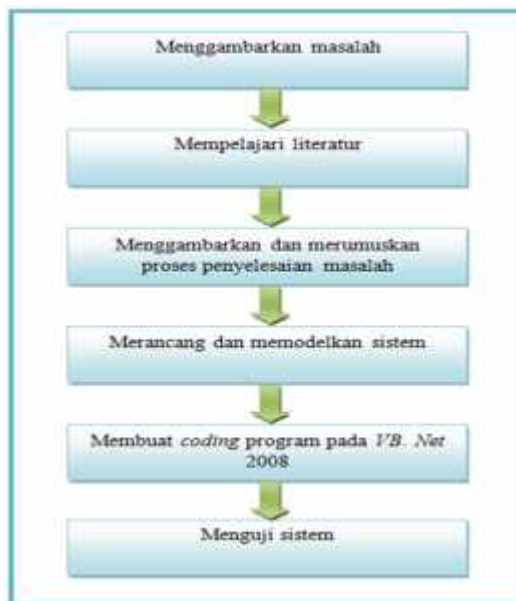 Menggambarkan masalah
Mempelajari literatur
Menggambarkan dan merumuskan
proses penyelesaian masalah
Merancang dan memodelkan sistem
Membuat coding program pada VB. Net
2008
Menguji sistem